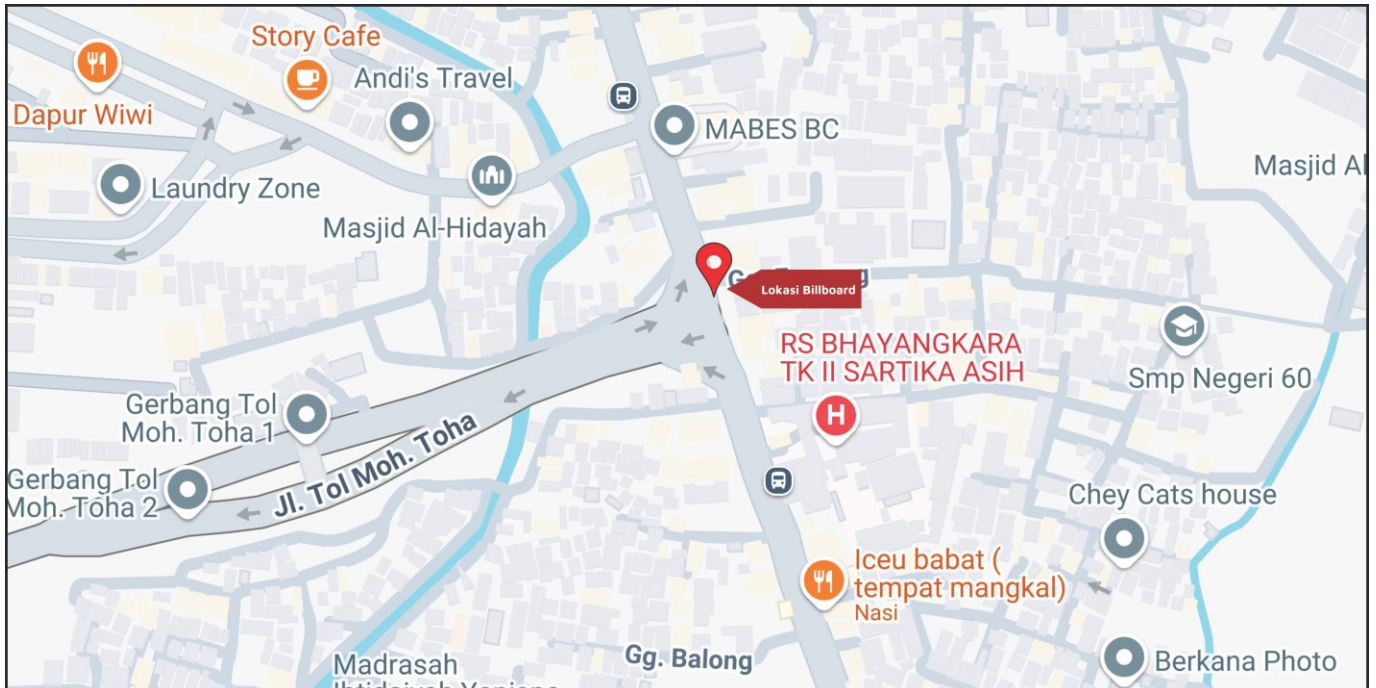 Story Cafe
Dapur Wiwi
Andi's Travel
MABES BC
Laundry Zone
Masjid Al-Hidayah
Masjid Al
Lokasi Billboard
RS BHAYANGKARA
TK II SARTIKA ASIH
Smp Negeri 60
Gerbang Tol
Moh. Toha 1
Jl. Tol Moh. Toha
Gerbang Tol
Moh. Toha 2
Chey Cats house
Iceu babat (
tempat mangkal)
Nasi
Gg. Balong
Madrasah
Berkana Photo